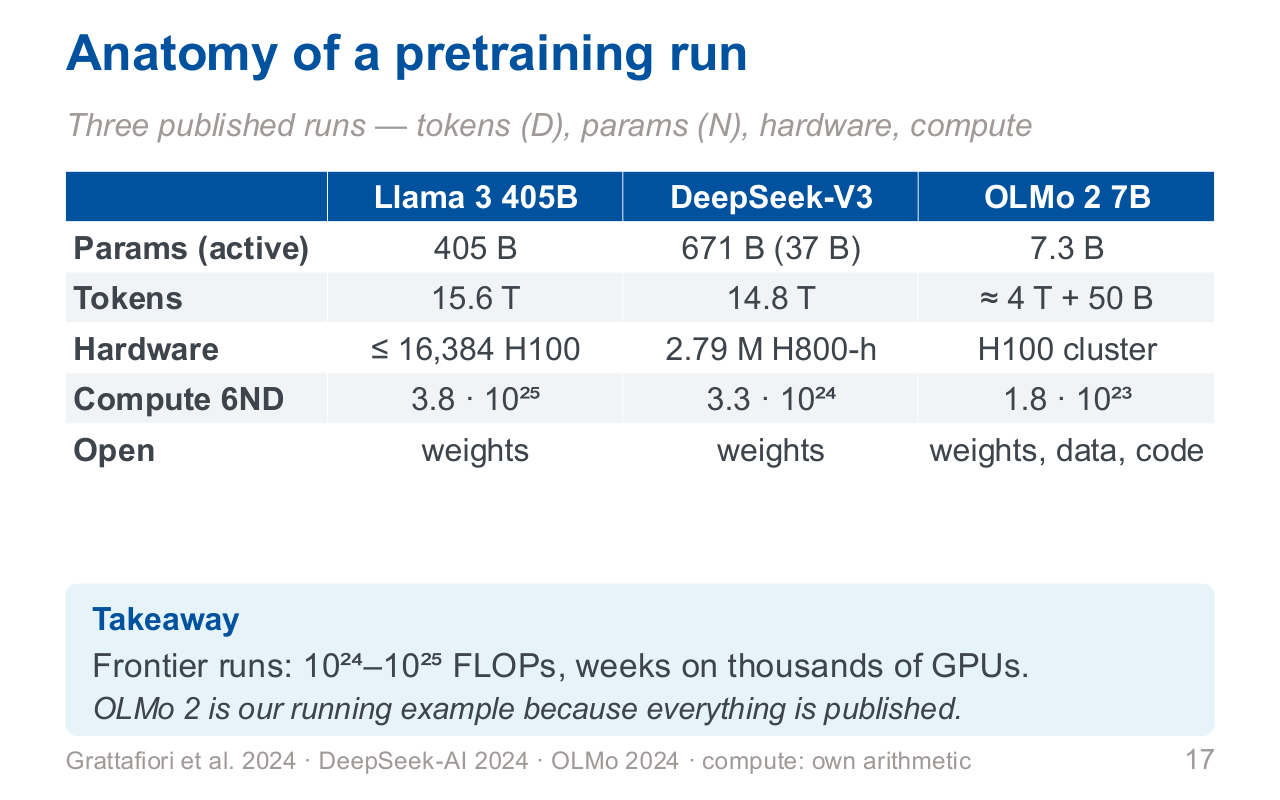 Anatomy of a pretraining run
Three published runs — tokens (D), params (N), hardware, compute
Llama 3 405B DeepSeek-V3 OLMo 2 7B
Params (active) 405 B 671 B (37 B) 7.3 B
Tokens 15.6 T 14.8 T ≈ 4 T + 50 B
Hardware ≤ 16,384 H100 2.79 M H800-h H100 cluster
Compute 6ND 3.8 · 10²⁵ 3.3 · 10²⁴ 1.8 · 10²³
Open weights weights weights, data, code
Takeaway
Frontier runs: 10²⁴–10²⁵ FLOPs, weeks on thousands of GPUs.
OLMo 2 is our running example because everything is published.
Grattafiori et al. 2024 · DeepSeek-AI 2024 · OLMo 2024 · compute: own arithmetic 17